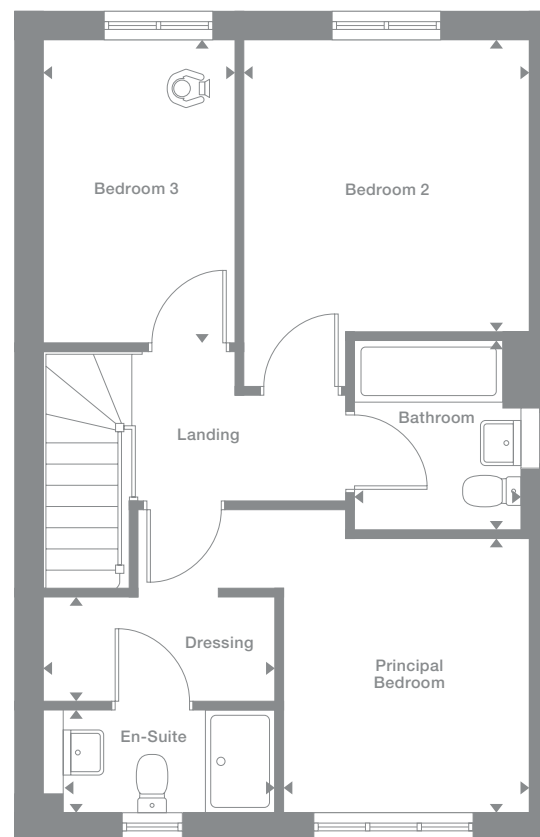 Bedroom 3
Bedroom 2
Bathroom
Landing
Dressing
Principal
Bedroom
En-Suite